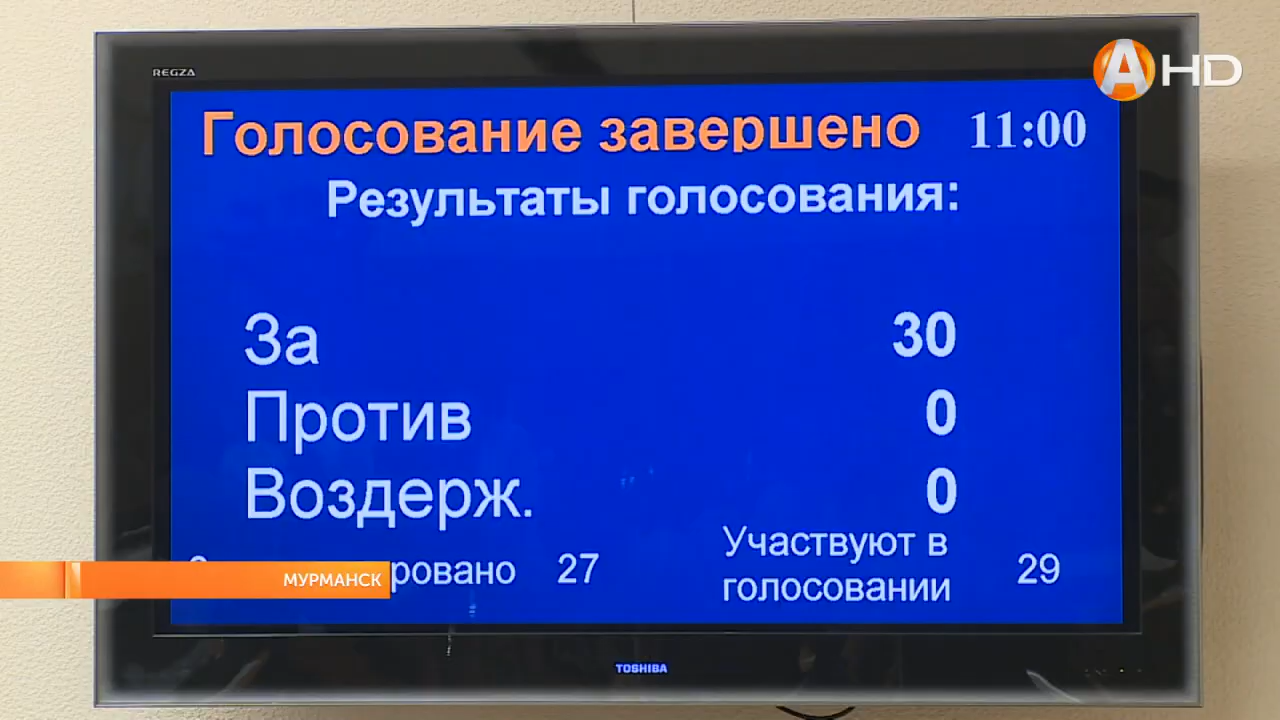 REGZA
А HD
Голосование завершено 11:00
Результаты голосования:
За 30
Против 0
Воздерж. 0
Участвуют в
МУРМАНСК ровано 27 29
голосовании
TOSHIBA